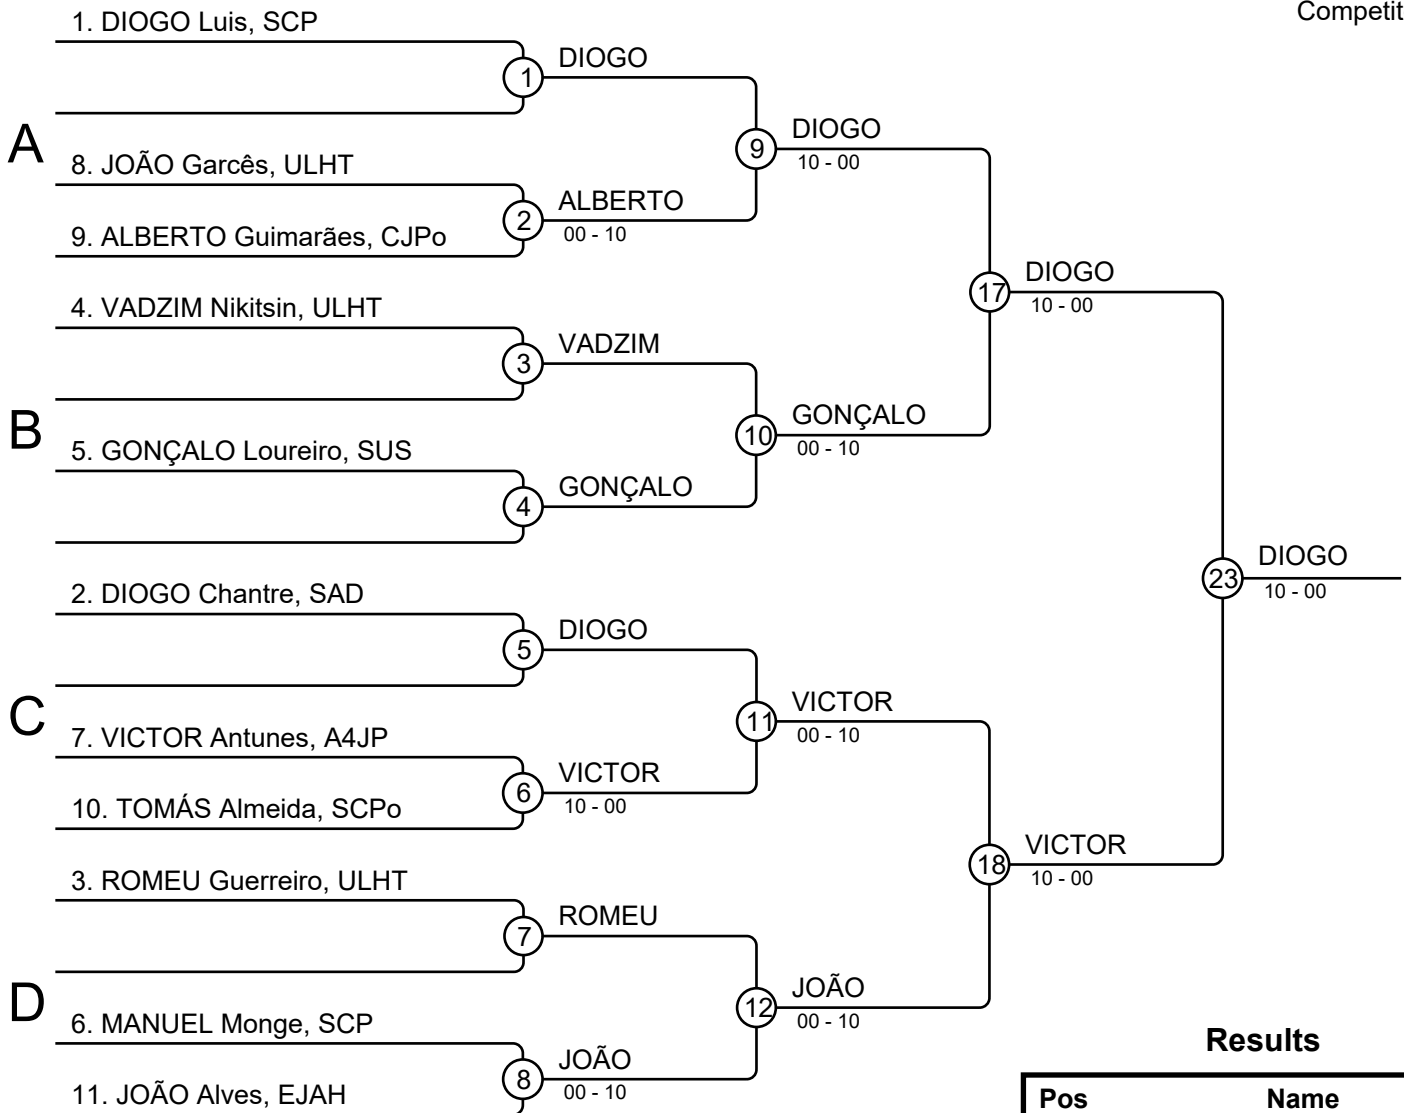 Competit
1. DIOGO Luis, SCP
1
DIOGO
A
8. JOÃO Garcês, ULHT
9. ALBERTO Guimarães, CJPo
2
ALBERTO
00 - 10
9
DIOGO
10 - 00
4. VADZIM Nikitsin, ULHT
3
VADZIM
B
5. GONÇALO Loureiro, SUS
4
GONÇALO
10
GONÇALO
00 - 10
17
DIOGO
10 - 00
2. DIOGO Chantre, SAD
5
DIOGO
C
7. VICTOR Antunes, A4JP
10. TOMÁS Almeida, SCPo
6
VICTOR
10 - 00
11
VICTOR
00 - 10
23
DIOGO
10 - 00
3. ROMEU Guerreiro, ULHT
7
ROMEU
D
6. MANUEL Monge, SCP
11. JOÃO Alves, EJAH
8
JOÃO
00 - 10
12
JOÃO
00 - 10
18
VICTOR
10 - 00
Results
Pos Name